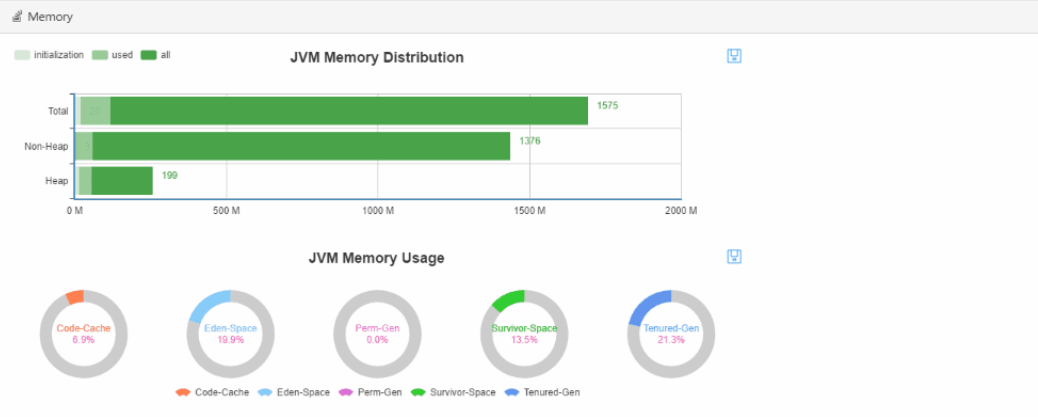 Memory
initialization used all
JVM Memory Distribution
Total
1575
Non-Heap
1376
Heap
199
0 M 500 M 1000 M 1500 M 2000 M
JVM Memory Usage
Code-Cache
6.9%
Eden-Space
19.9%
Perm-Gen
0.0%
Survivor-Space
13.5%
Tenured-Gen
21.3%
Code-Cache Eden-Space Perm-Gen Survivor-Space Tenured-Gen